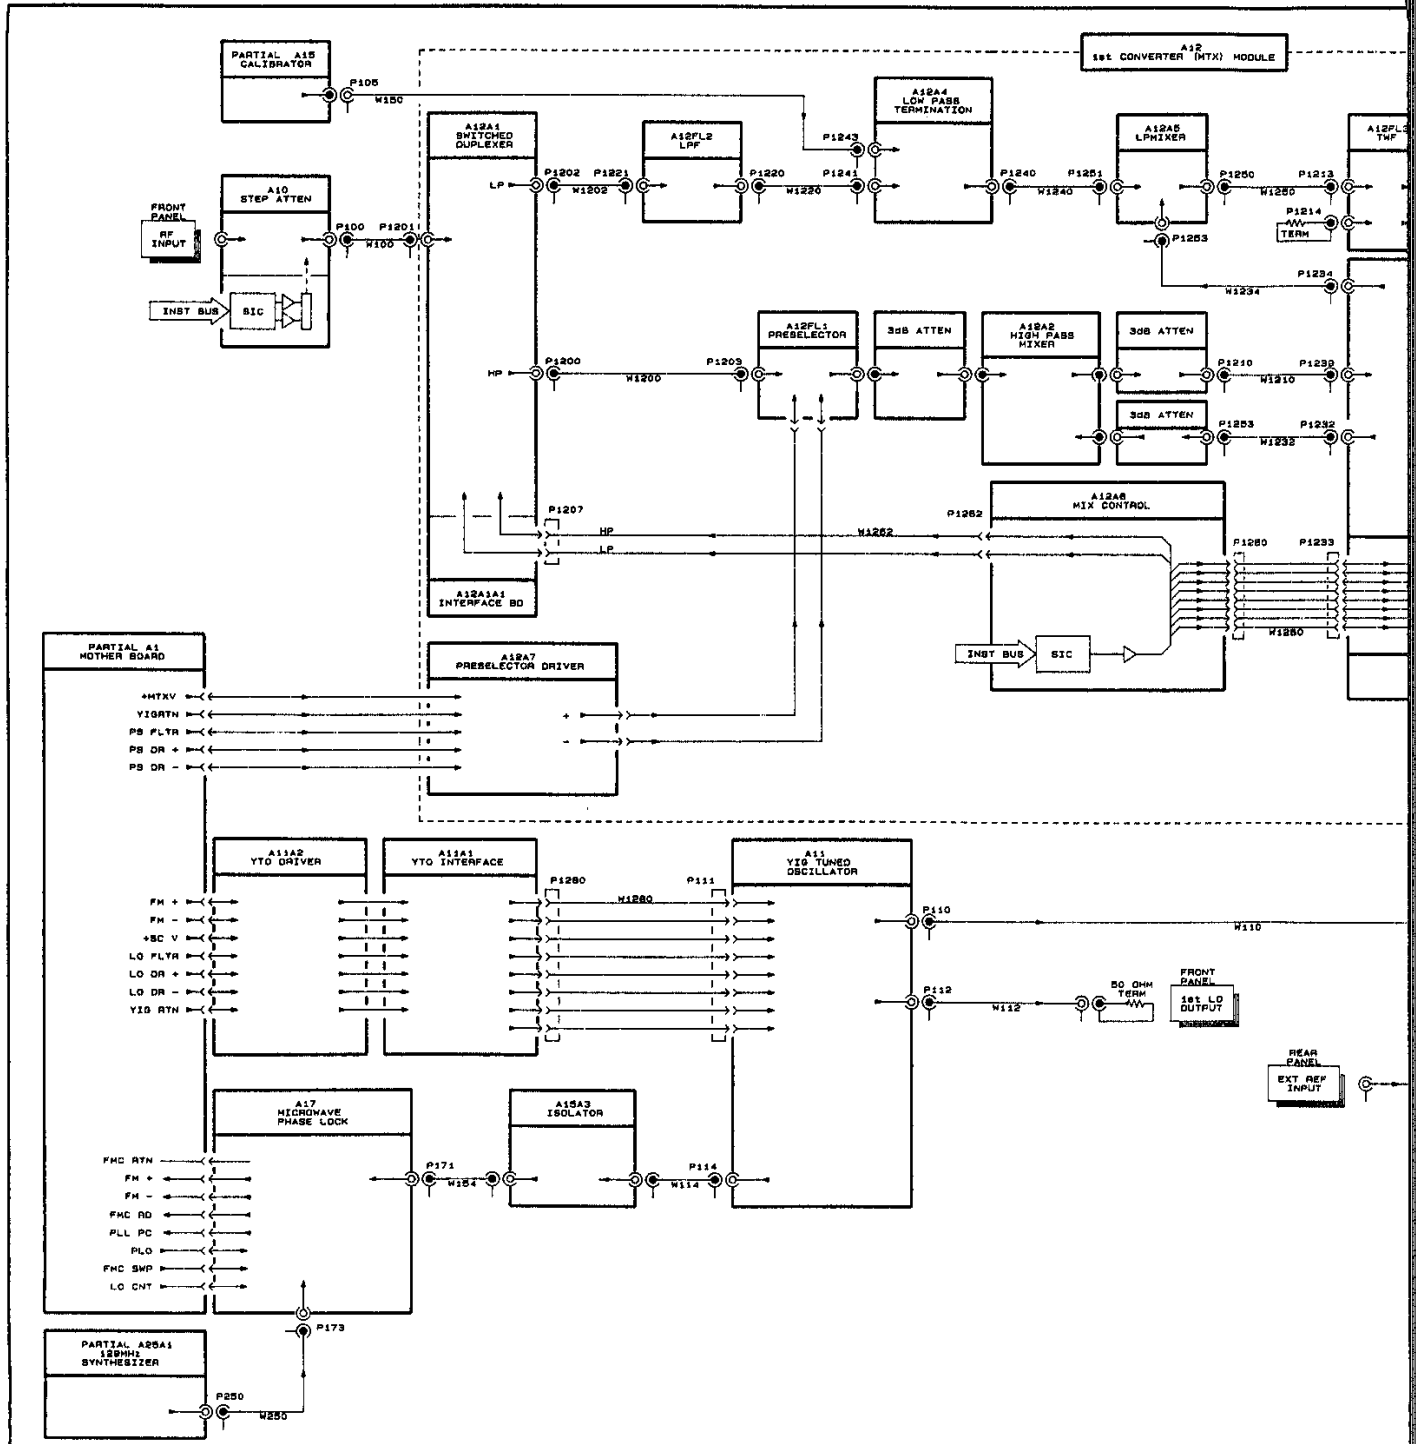 A12
1st CONVERTER (MTX) MODULE
PARTIAL A15
CALIBRATOR
P105
W150
A12A1
SWITCHED
DUPLEXER
LP
HP
P1202
W1202
P1221
A12FL2
LPF
P1220
W1220
P1243
P1241
A12A4
LOW PASS
TERMINATION
P1240
W1240
P1251
A12A5
LPMIXER
P1250
W1250
P1213
P1214
TERM
TWF
P1253
P1234
W1234
A10
STEP ATTEN
FRONT
PANEL
RF
INPUT
P100
W100
P1201
INST BUS
SIC
P1200
W1200
P1203
A12FL1
PRESELECTOR
3dB ATTEN
A12A2
HIGH PASS
MIXER
3dB ATTEN
P1210
W1210
P1239
3dB ATTEN
P1253
W1232
P1232
P1207
HP
LP
W1262
P1262
A12A6
MIX CONTROL
P1260
P1233
W1260
INST BUS
SIC
A12A1A1
INTERFACE BD
PARTIAL A1
MOTHER BOARD
+MTXV
YIGRTN
PS FLTR
PS DR +
PS DR -
A12A7
PRESELECTOR DRIVER
+
-
A11A2
YTO DRIVER
A11A1
YTO INTERFACE
P1280
W1280
P111
A11
YIG TUNED
OSCILLATOR
FM +
FM -
+SC V
LO FLTR
LO DR +
LO DR -
YIG RTN
P110
W110
P112
W112
50 OHM
TERM
FRONT
PANEL
1st LO
OUTPUT
REAR
PANEL
EXT REF
INPUT
A17
MICROWAVE
PHASE LOCK
P171
W154
A15A3
ISOLATOR
W114
P114
FMC RTN
FM +
FM -
FMC RD
PLL PC
PLO
FMC SWP
LO CNT
P173
PARTIAL A25A1
128MHz
SYNTHESIZER
P250
W250